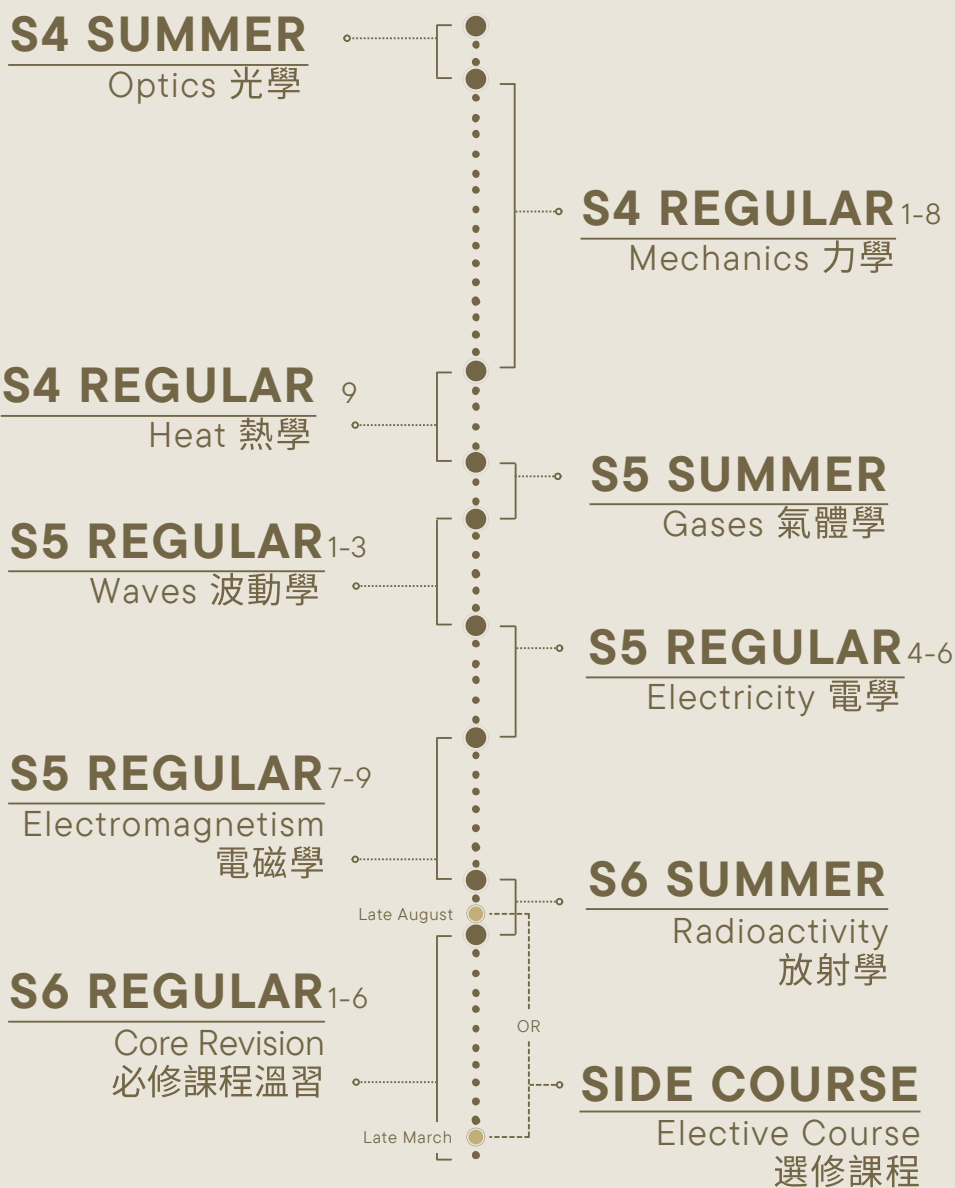 S4 SUMMER
Optics 光學
S4 REGULAR 1-8
Mechanics 力學
S4 REGULAR 9
Heat 熱學
S5 SUMMER
Gases 氣體學
S5 REGULAR 1-3
Waves 波動學
S5 REGULAR 4-6
Electricity 電學
S5 REGULAR 7-9
Electromagnetism
電磁學
S6 SUMMER
Radioactivity
放射學
Late August
S6 REGULAR 1-6
Core Revision
必修課程溫習
OR
SIDE COURSE
Elective Course
選修課程
Late March